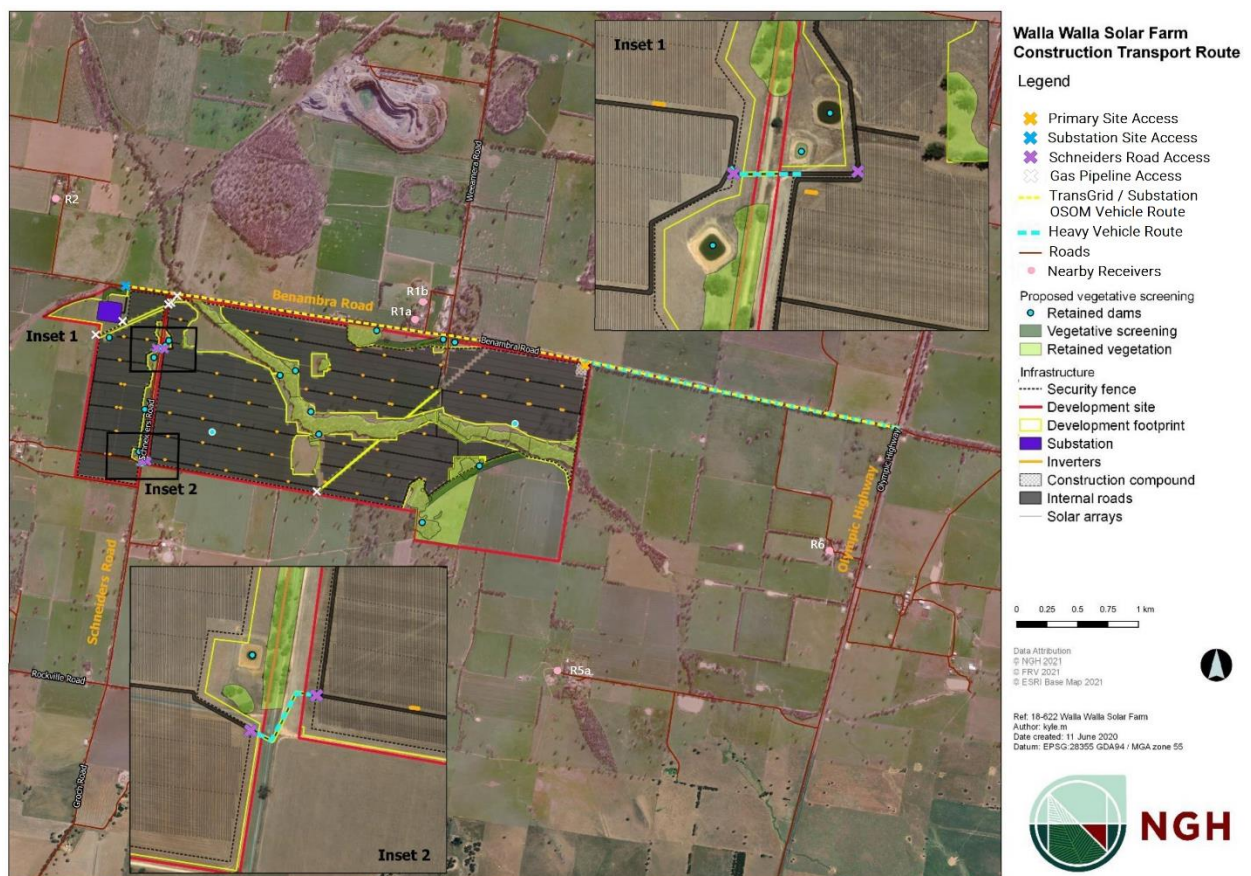 Inset 1
Weeamera Road
R2
Benambra Road
R1b
R1a
Inset 1
Benambra Road
Schneiders Road
Inset 2
Olympic Highway
Olympic Highway
R6
Schneiders Road
R5a
Rockville Road
Groch Road
Inset 2
Walla Walla Solar Farm
Construction Transport Route
Legend
Primary Site Access
Substation Site Access
Schneiders Road Access
Gas Pipeline Access
TransGrid / Substation
OSOM Vehicle Route
Heavy Vehicle Route
Roads
Nearby Receivers
Proposed vegetative screening
Retained dams
Vegetative screening
Retained vegetation
Infrastructure
Security fence
Development site
Development footprint
Substation
Inverters
Construction compound
Internal roads
Solar arrays
0 0.25 0.5 0.75 1 km
Data Attribution
© NGH 2021
© FRV 2021
© ESRI Base Map 2021
Ref: 18-622 Walla Walla Solar Farm
Author: kyle.m
Date created: 11 June 2020
Datum: EPSG:28355 GDA94 / MGA zone 55
NGH